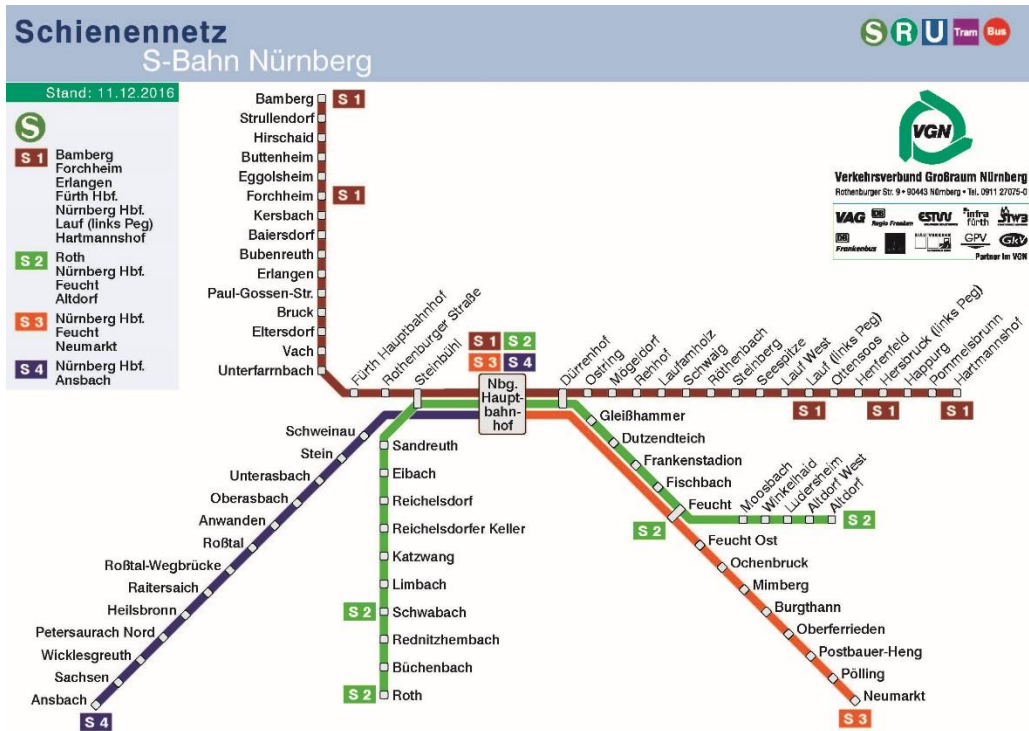 Schienennetz
S-Bahn Nürnberg
S R U Tram Bus
Stand: 11.12.2016
S
S 1 Bamberg
Forchheim
Erlangen
Fürth Hbf.
Nürnberg Hbf.
Lauf (links Peg)
Hartmannshof
S 2 Roth
Nürnberg Hbf.
Feucht
Altdorf
S 3 Nürnberg Hbf.
Feucht
Neumarkt
S 4 Nürnberg Hbf.
Ansbach
VGN
Verkehrsverbund Großraum Nürnberg
Rothenburger Str. 9 • 90443 Nürnberg • Tel. 0911 27075-0
VAG
DB
Regio Franken
ESTW
infra
fürth
StWS
DB
Frankenbus
GPV
GKV
Partner im VGN
Bamberg S 1
Strullendorf
Hirschaid
Buttenheim
Eggolsheim
Forchheim S 1
Kersbach
Baiersdorf
Bubenreuth
Erlangen
Paul-Gossen-Str.
Bruck
Eltersdorf
Vach
Unterfarrnbach
Fürth Hauptbahnhof
Rothenburger Straße
Steinbühl
S 1 S 2
S 3 S 4
Nbg.
Haupt-
bahn-
hof
Dürrenhof
Ostring
Mögeldorf
Rehhof
Laufamholz
Schwaig
Röthenbach
Steinberg
Seespitze
Lauf West
Lauf (links Peg)
Ottensoos
Henfenfeld
Hersbruck (links Peg)
Happurg
Pommelsbrunn
Hartmannshof
S 1
S 1
S 1
Gleißhammer
Dutzendteich
Frankenstadion
Fischbach
Feucht
S 2
Moosbach
Winkelhaid
Ludersheim
Altdorf West
Altdorf
S 2
Feucht Ost
Ochenbruck
Mimberg
Burgthann
Oberferrieden
Postbauer-Heng
Pölling
Neumarkt
S 3
Sandreuth
Eibach
Reichelsdorf
Reichelsdorfer Keller
Katzwang
Limbach
S 2 Schwabach
Rednitzhembach
Büchenbach
S 2 Roth
Schweinau
Stein
Unterasbach
Oberasbach
Anwanden
Roßtal
Roßtal-Wegbrücke
Raitersaich
Heilsbronn
Petersaurach Nord
Wicklesgreuth
Sachsen
Ansbach
S 4